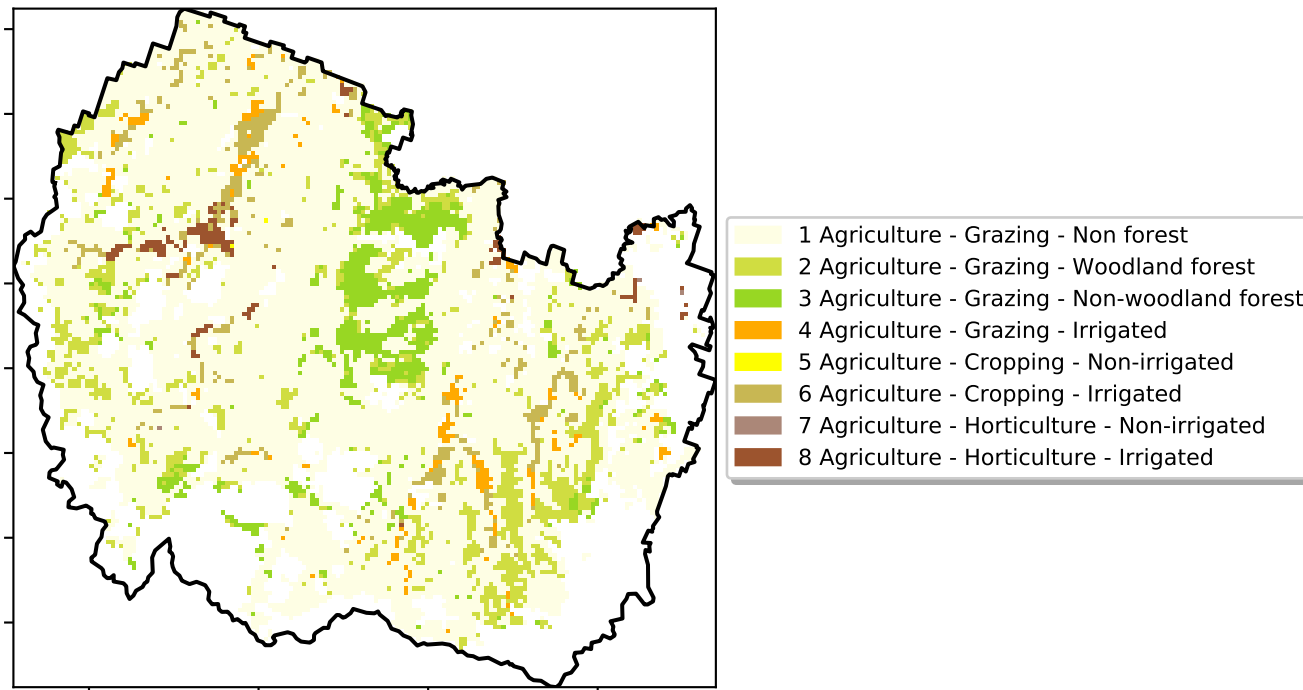 1 Agriculture - Grazing - Non forest
2 Agriculture - Grazing - Woodland forest
3 Agriculture - Grazing - Non-woodland forest
4 Agriculture - Grazing - Irrigated
5 Agriculture - Cropping - Non-irrigated
6 Agriculture - Cropping - Irrigated
7 Agriculture - Horticulture - Non-irrigated
8 Agriculture - Horticulture - Irrigated